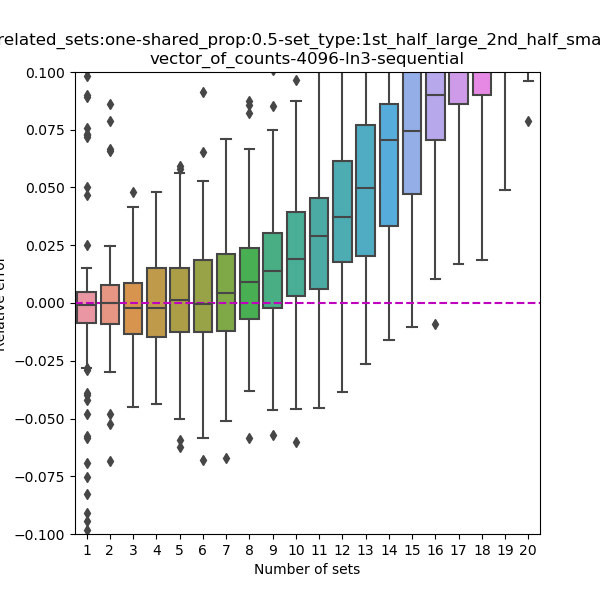 related_sets:one-shared_prop:0.5-set_type:1st_half_large_2nd_half_sma
vector_of_counts-4096-ln3-sequential
0.100
0.075
0.050
0.025
0.000
−0.025
−0.050
−0.075
−0.100
Relative error
1 2 3 4 5 6 7 8 9 10 11 12 13 14 15 16 17 18 19 20
Number of sets